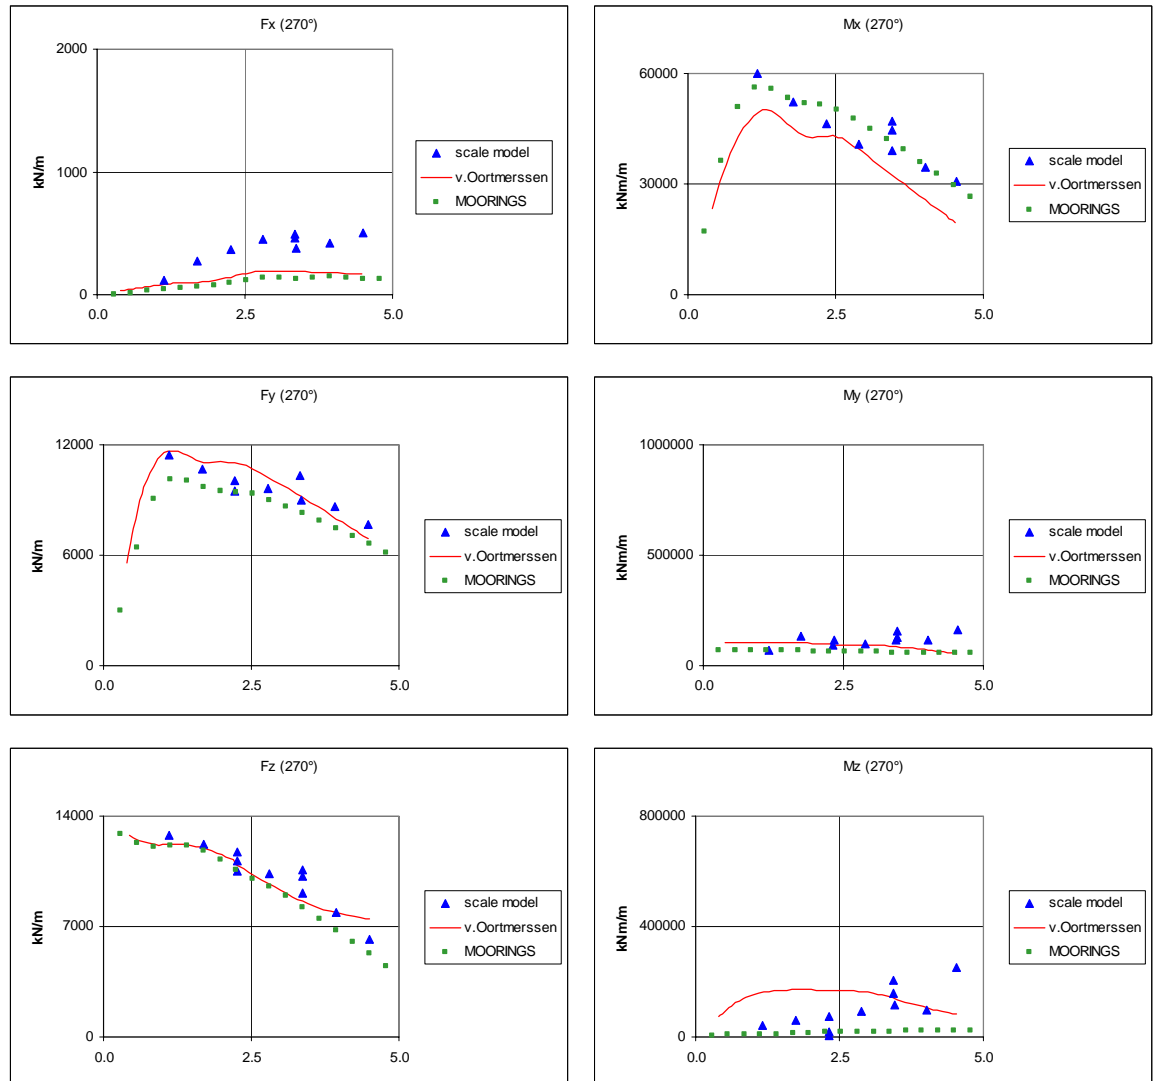 Fx (270°)
2000
1000
0
kN/m
0.0 2.5 5.0
scale model
v.Oortmerssen
MOORINGS
Mx (270°)
60000
30000
0
kNm/m
0.0 2.5 5.0
scale model
v.Oortmerssen
MOORINGS
Fy (270°)
12000
6000
0
kN/m
0.0 2.5 5.0
scale model
v.Oortmerssen
MOORINGS
My (270°)
1000000
500000
0
kNm/m
0.0 2.5 5.0
scale model
v.Oortmerssen
MOORINGS
Fz (270°)
14000
7000
0
kN/m
0.0 2.5 5.0
scale model
v.Oortmerssen
MOORINGS
Mz (270°)
800000
400000
0
kNm/m
0.0 2.5 5.0
scale model
v.Oortmerssen
MOORINGS